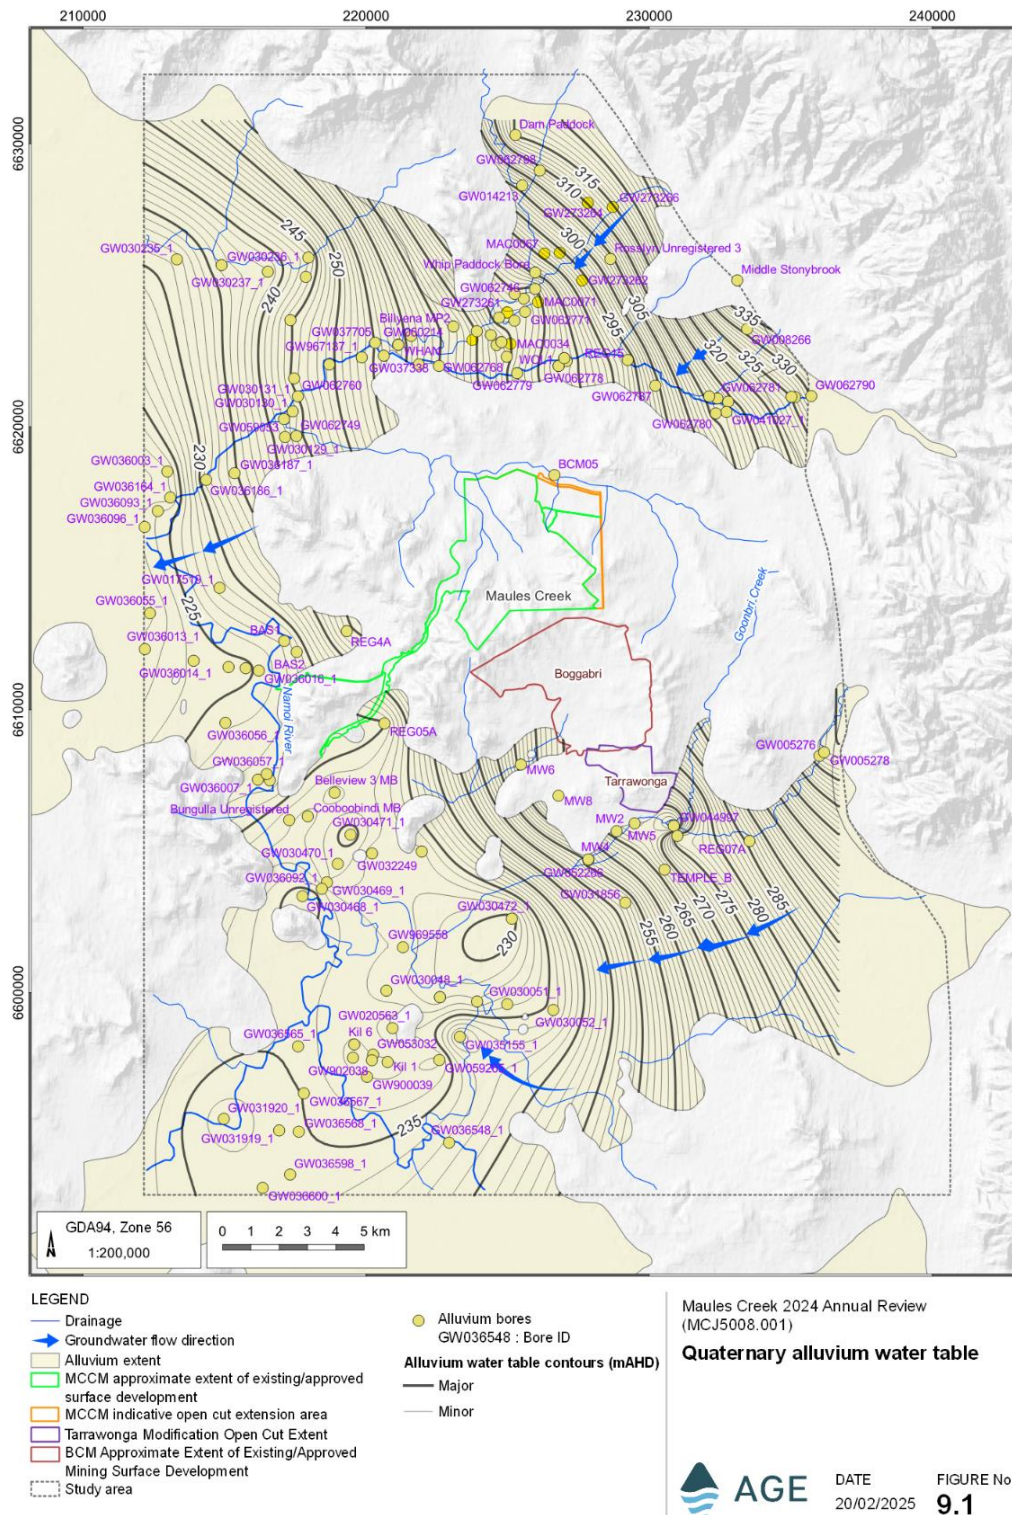 210000
220000
230000
240000
6630000
6620000
6610000
6600000
Dam Paddock
GW062798
GW014213
315
310
GW273266
GW273264
300
MAC0067
Rosslyn Unregistered 3
Whip Paddock Bore
GW273262
Middle Stonybrook
305
GW030235_1
GW030236_1
GW030237_1
245
250
240
GW062746
GW273261
MAC0071
GW062771
Billyena MP2
GW060214
GW037705
GW967137_1
WHAN
GW037338
MAC0034
WOL1
GW062768
GW062779
GW062778
295
REG15
335
GW008266
330
325
320
GW062781
GW062790
GW062787
GW062780
GW041027_1
GW030131_1
GW062760
GW030130_1
GW062749
GW030129_1
230
GW036003_1
GW036187_1
GW036164_1
GW036186_1
GW036093_1
GW036096_1
BCM05
Maules Creek
GW017519_1
GW036055_1
225
GW036013_1
BAS1
REG4A
GW036014_1
BAS2
GW036016_1
Namoi River
Goonbri Creek
Boggabri
GW036056_1
REG05A
GW005276
GW005278
GW036057_1
GW036007_1
Belleview 3 MB
Bungulla Unregistered
Cooboobindi MB
MW6
Tarrawonga
MW8
GW044997
MW2
MW5
REG07A
MW4
GW030471_1
GW030470_1
GW032249
GW052266
TEMPLE_B
GW036092_1
GW030469_1
GW030468_1
GW031856
GW030472_1
230
GW969558
255
260
265
270
275
280
285
GW030048_1
GW030051_1
GW030052_1
GW020563_1
GW036565_1
Kil 6
GW053032
GW035155_1
GW902038
Kil 1
GW900039
GW036567_1
GW031920_1
GW031919_1
GW036568_1
235
GW036548_1
GW036598_1
GW036600_1
GDA94, Zone 56
N
1:200,000
0 1 2 3 4 5 km
LEGEND
Drainage
Groundwater flow direction
Alluvium extent
MCCM approximate extent of existing/approved
surface development
MCCM indicative open cut extension area
Tarrawonga Modification Open Cut Extent
BCM Approximate Extent of Existing/Approved
Mining Surface Development
Study area
Alluvium bores
GW036548 : Bore ID
Alluvium water table contours (mAHD)
Major
Minor
Maules Creek 2024 Annual Review
(MCJ5008.001)
Quaternary alluvium water table
AGE
DATE
20/02/2025
FIGURE No
9.1